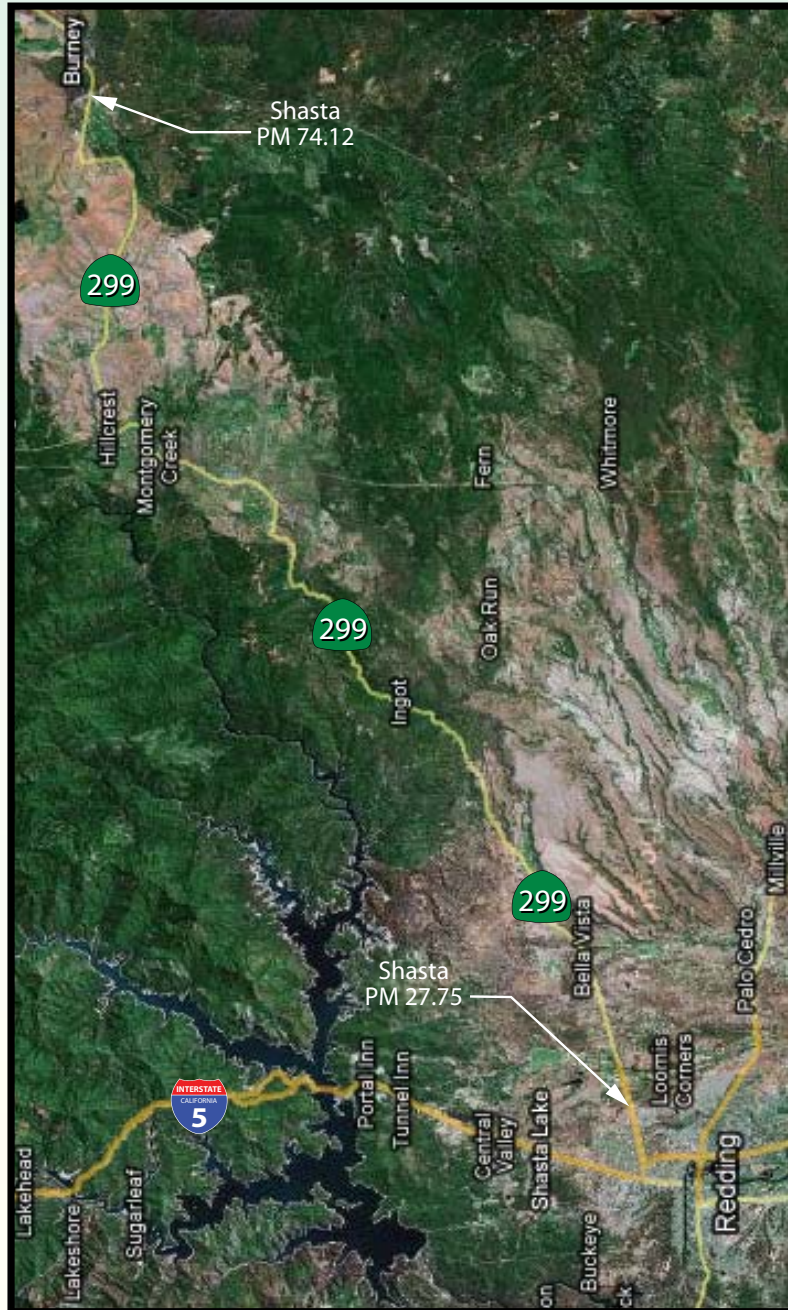 Burney
Shasta
PM 74.12
299
Hillcrest
Montgomery
Creek
Fern
Whitmore
299
Oak Run
Ingot
299
Bella Vista
Millville
Palo Cedro
Shasta
PM 27.75
Loomis
Corners
INTERSTATE
CALIFORNIA
5
Portal Inn
Tunnel Inn
Central
Valley
Shasta Lake
Redding
Lakehead
Lakeshore
Sugarleaf
Buckeye
on
ck